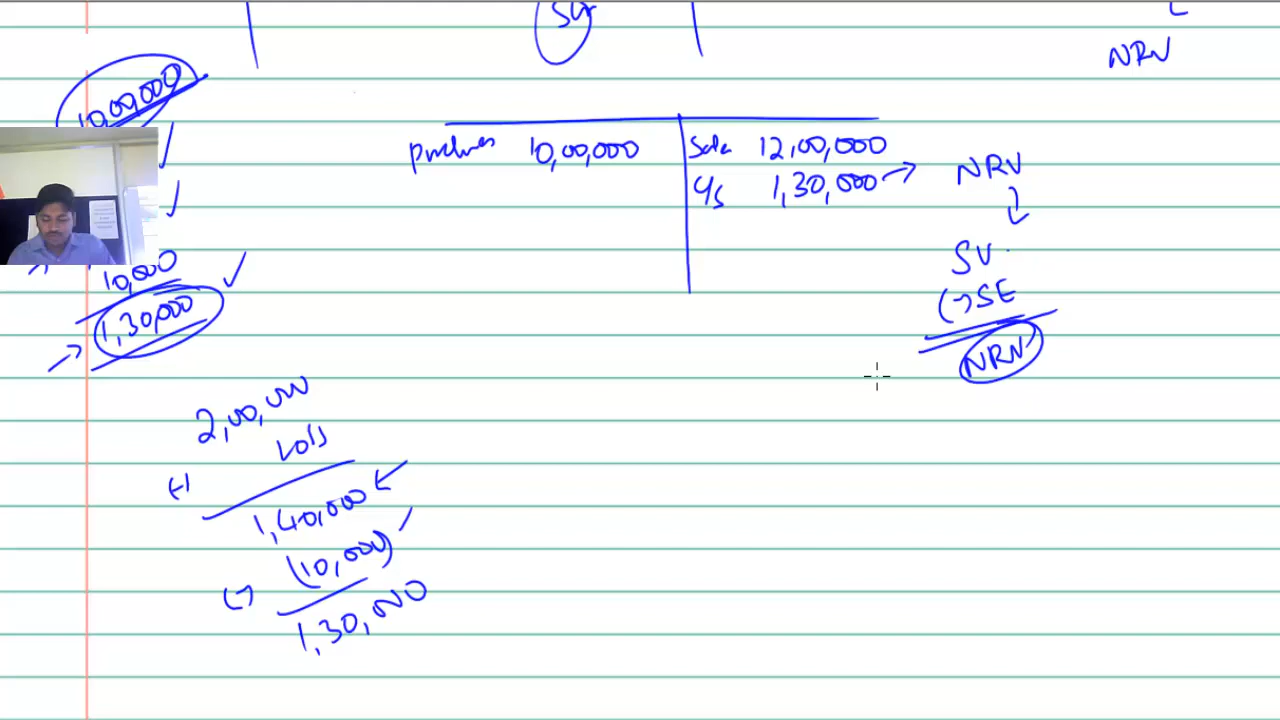 NRV
10,00,000
Purchases 10,00,000 Sale 12,00,000
C/S 1,30,000 → NRV
SV
(-) SE
NRV
10,000
1,30,000
2,00,000
(-) Loss
1,40,000
(-) (10,000)
1,30,000